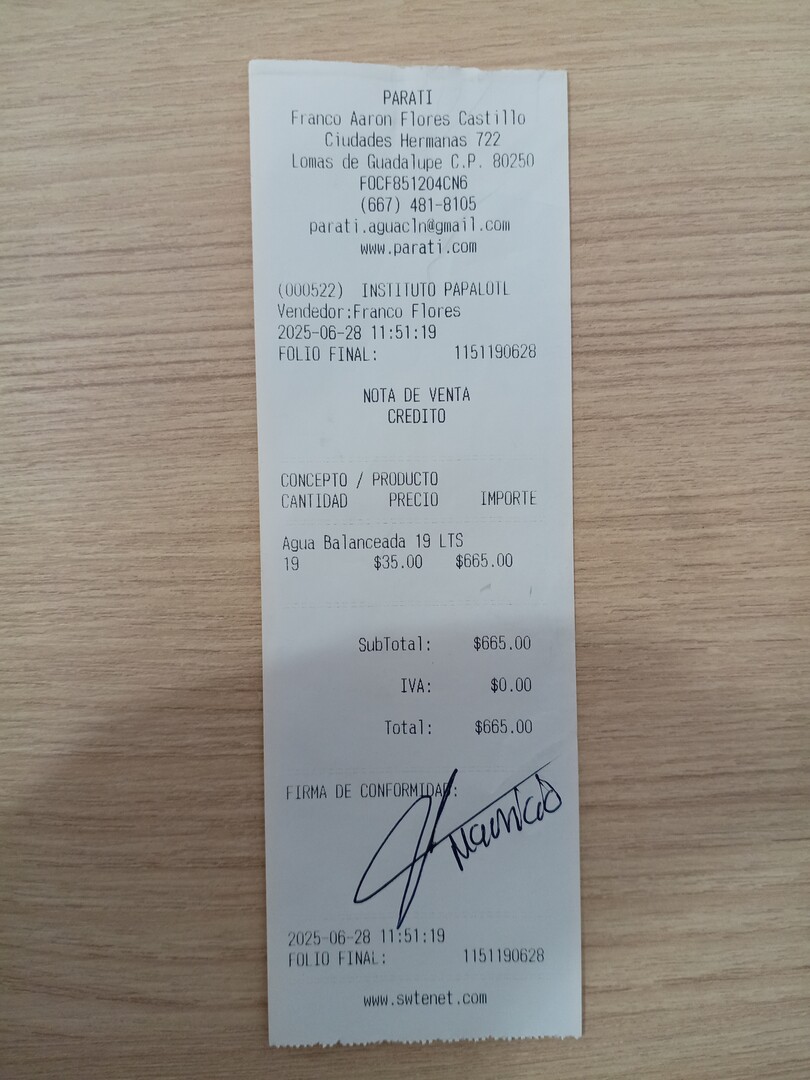 PARATI
Franco Aaron Flores Castillo
Ciudades Hermanas 722
Lomas de Guadalupe C.P. 80250
FOCF851204CN6
(667) 481-8105
parati.aguacln@gmail.com
www.parati.com
(000522) INSTITUTO PAPALOTL
Vendedor:Franco Flores
2025-06-28 11:51:19
FOLIO FINAL: 1151190628
NOTA DE VENTA
CREDITO
CONCEPTO / PRODUCTO
CANTIDAD PRECIO IMPORTE
Agua Balanceada 19 LTS
19 $35.00 $665.00
SubTotal: $665.00
IVA: $0.00
Total: $665.00
FIRMA DE CONFORMIDAD:
Mauricio
2025-06-28 11:51:19
FOLIO FINAL: 1151190628
www.swtenet.com